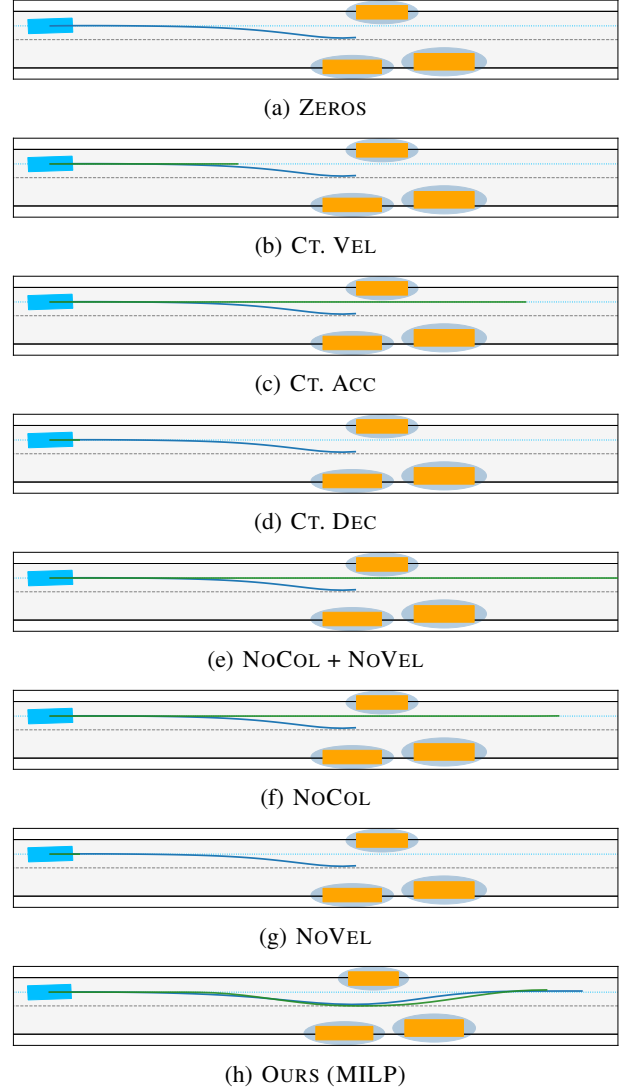 (a) ZEROS
(b) CT. VEL
(c) CT. ACC
(d) CT. DEC
(e) NOCOL + NOVEL
(f) NOCOL
(g) NOVEL
(h) OURS (MILP)